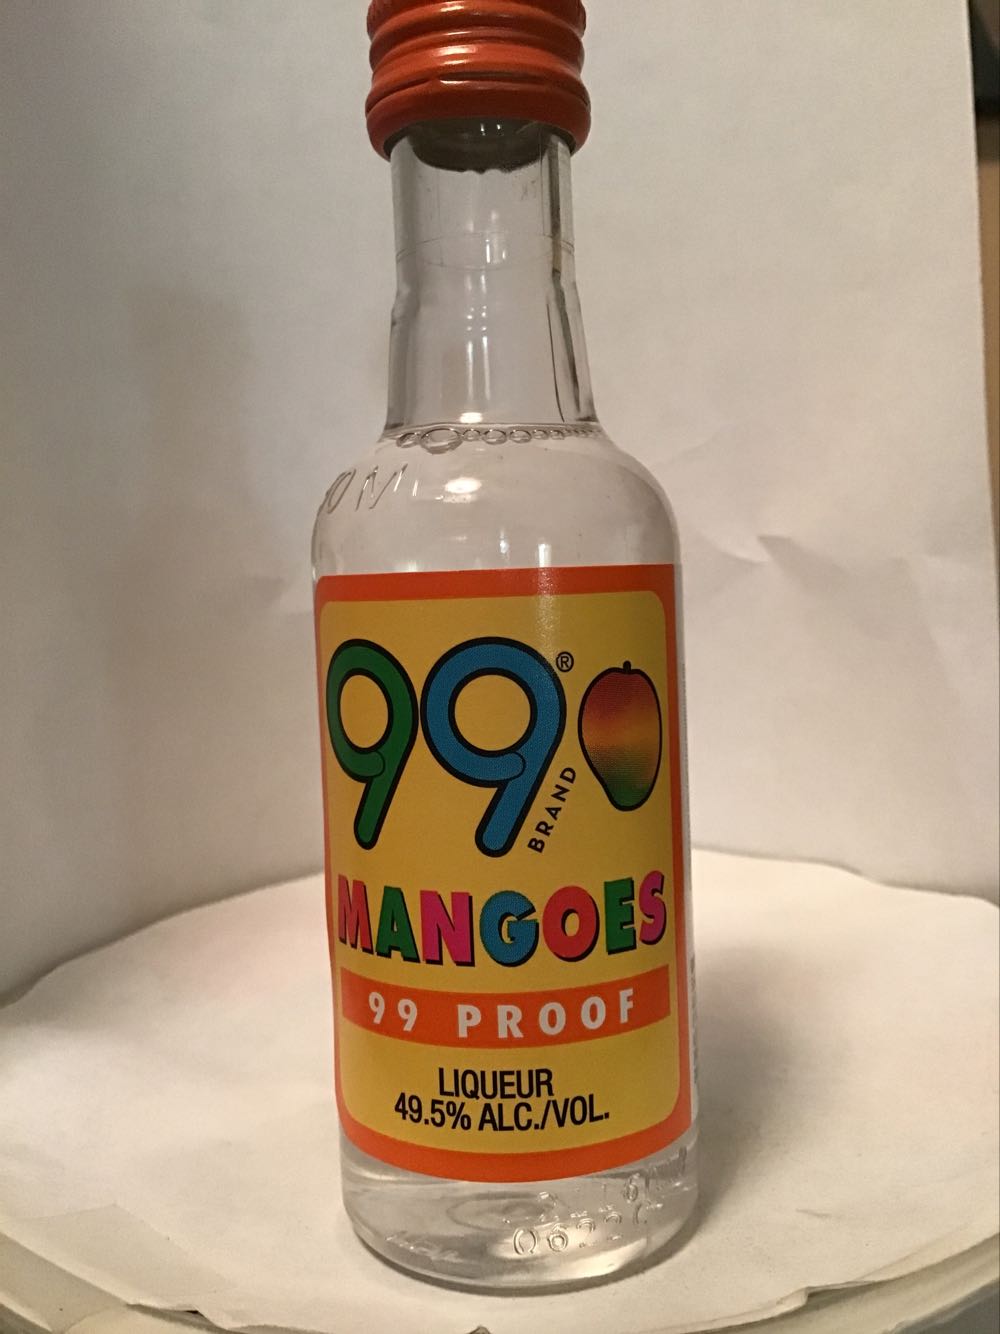 99®
BRAND
MANGOES
99 PROOF
LIQUEUR
49.5% ALC./VOL.